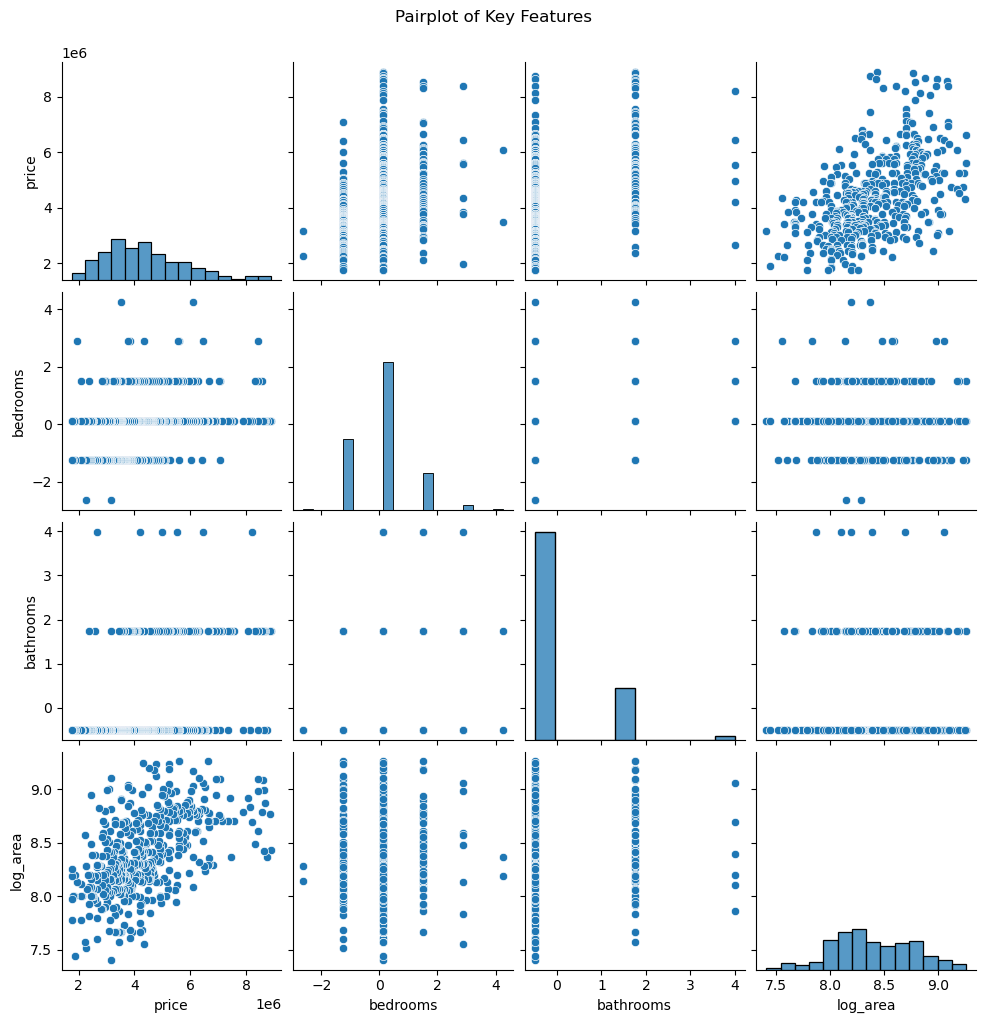 Pairplot of Key Features
1e6
8
6
4
2
price
4
2
0
−2
bedrooms
4
3
2
1
0
bathrooms
9.0
8.5
8.0
7.5
log_area
2 4 6 8 −2 0 2 4 0 1 2 3 4 7.5 8.0 8.5 9.0
1e6
price bedrooms bathrooms log_area